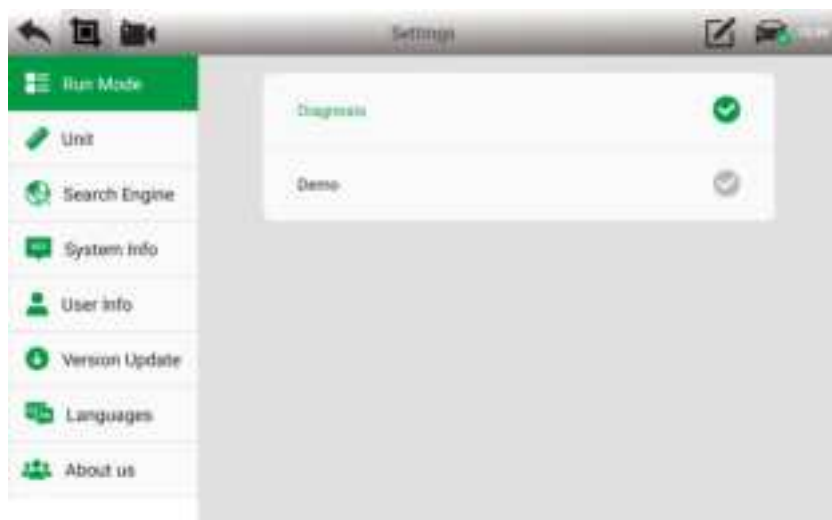 Settings
Run Mode
Diagnosis
Unit
Demo
Search Engine
System Info
User Info
Version Update
Languages
About us